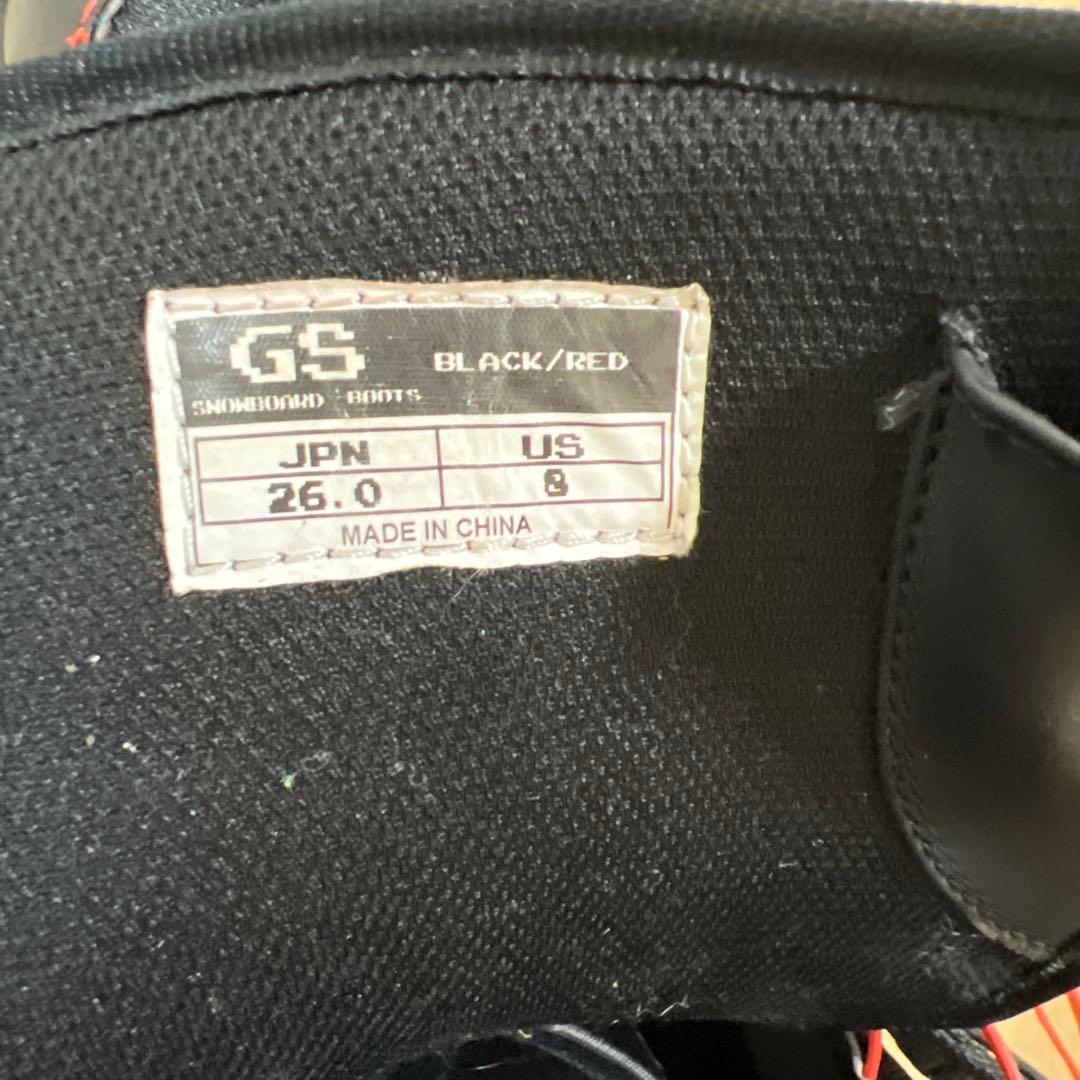 GS BLACK/RED
SNOWBOARD BOOTS
JPN US
26.0 8
MADE IN CHINA